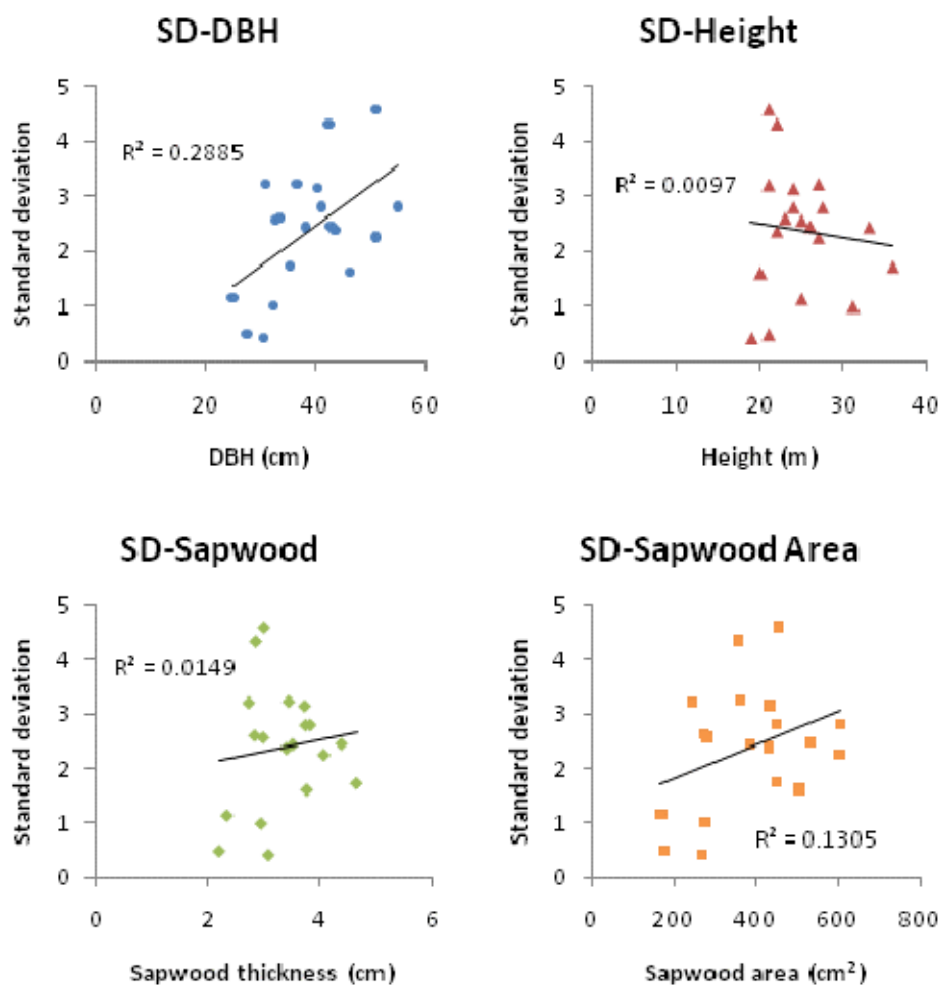 SD-DBH
Standard deviation
5
4
3
2
1
0
R² = 0.2885
0 20 40 60
DBH (cm)
SD-Height
Standard deviation
5
4
3
2
1
0
R² = 0.0097
0 10 20 30 40
Height (m)
SD-Sapwood
Standard deviation
5
4
3
2
1
0
R² = 0.0149
0 2 4 6
Sapwood thickness (cm)
SD-Sapwood Area
Standard deviation
5
4
3
2
1
0
R² = 0.1305
0 200 400 600 800
Sapwood area (cm²)